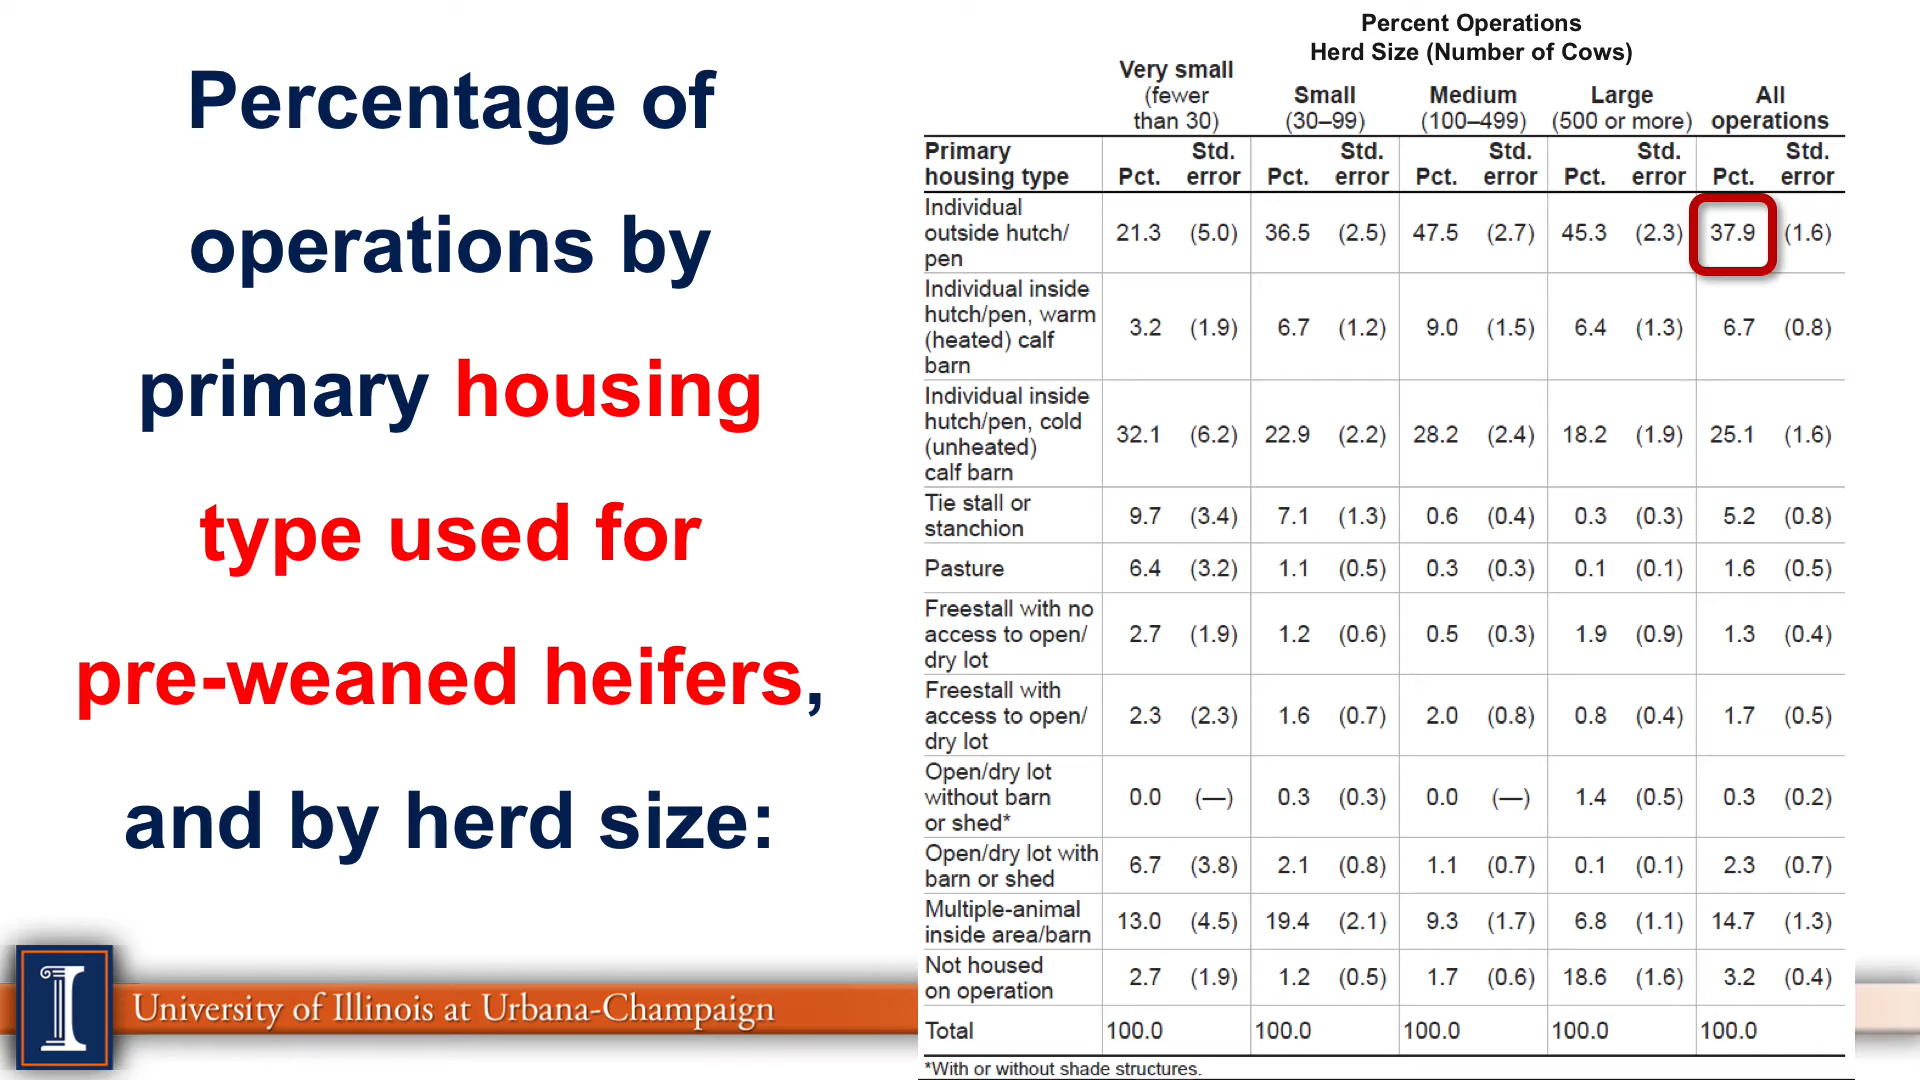 Percentage of
operations by
primary housing
type used for
pre-weaned heifers,
and by herd size:
University of Illinois at Urbana-Champaign
Percent Operations
Herd Size (Number of Cows)
Very small (fewer than 30) Small (30–99) Medium (100–499) Large (500 or more) All operations
Primary housing type Pct. Std. error Pct. Std. error Pct. Std. error Pct. Std. error Pct. Std. error
Individual outside hutch/ pen 21.3 (5.0) 36.5 (2.5) 47.5 (2.7) 45.3 (2.3) 37.9 (1.6)
Individual inside hutch/pen, warm (heated) calf barn 3.2 (1.9) 6.7 (1.2) 9.0 (1.5) 6.4 (1.3) 6.7 (0.8)
Individual inside hutch/pen, cold (unheated) calf barn 32.1 (6.2) 22.9 (2.2) 28.2 (2.4) 18.2 (1.9) 25.1 (1.6)
Tie stall or stanchion 9.7 (3.4) 7.1 (1.3) 0.6 (0.4) 0.3 (0.3) 5.2 (0.8)
Pasture 6.4 (3.2) 1.1 (0.5) 0.3 (0.3) 0.1 (0.1) 1.6 (0.5)
Freestall with no access to open/ dry lot 2.7 (1.9) 1.2 (0.6) 0.5 (0.3) 1.9 (0.9) 1.3 (0.4)
Freestall with access to open/ dry lot 2.3 (2.3) 1.6 (0.7) 2.0 (0.8) 0.8 (0.4) 1.7 (0.5)
Open/dry lot without barn or shed* 0.0 (—) 0.3 (0.3) 0.0 (—) 1.4 (0.5) 0.3 (0.2)
Open/dry lot with barn or shed 6.7 (3.8) 2.1 (0.8) 1.1 (0.7) 0.1 (0.1) 2.3 (0.7)
Multiple-animal inside area/barn 13.0 (4.5) 19.4 (2.1) 9.3 (1.7) 6.8 (1.1) 14.7 (1.3)
Not housed on operation 2.7 (1.9) 1.2 (0.5) 1.7 (0.6) 18.6 (1.6) 3.2 (0.4)
Total 100.0 100.0 100.0 100.0 100.0
*With or without shade structures.